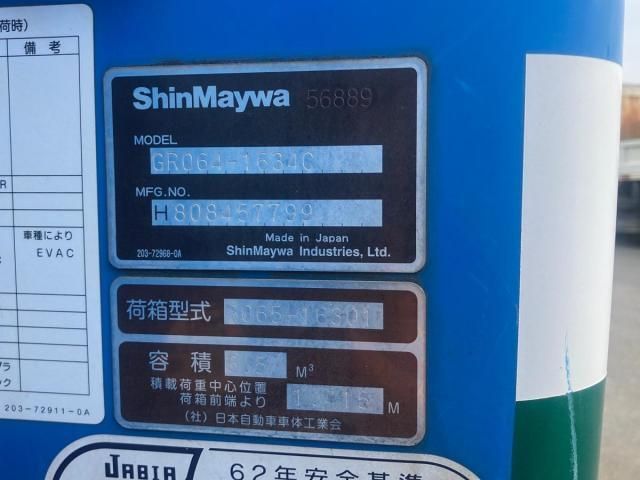 荷時)
備考
車種により
EVAC
203-72911-0A
ShinMaywa 56889
MODEL
GR064-1634C
MFG.NO.
H808457799
Made in Japan
203-72968-0A ShinMaywa Industries, Ltd.
荷箱型式
容積 M³
積載荷重中心位置
荷箱前端より M
(社)日本自動車車体工業会
JABIA 62年安全基準